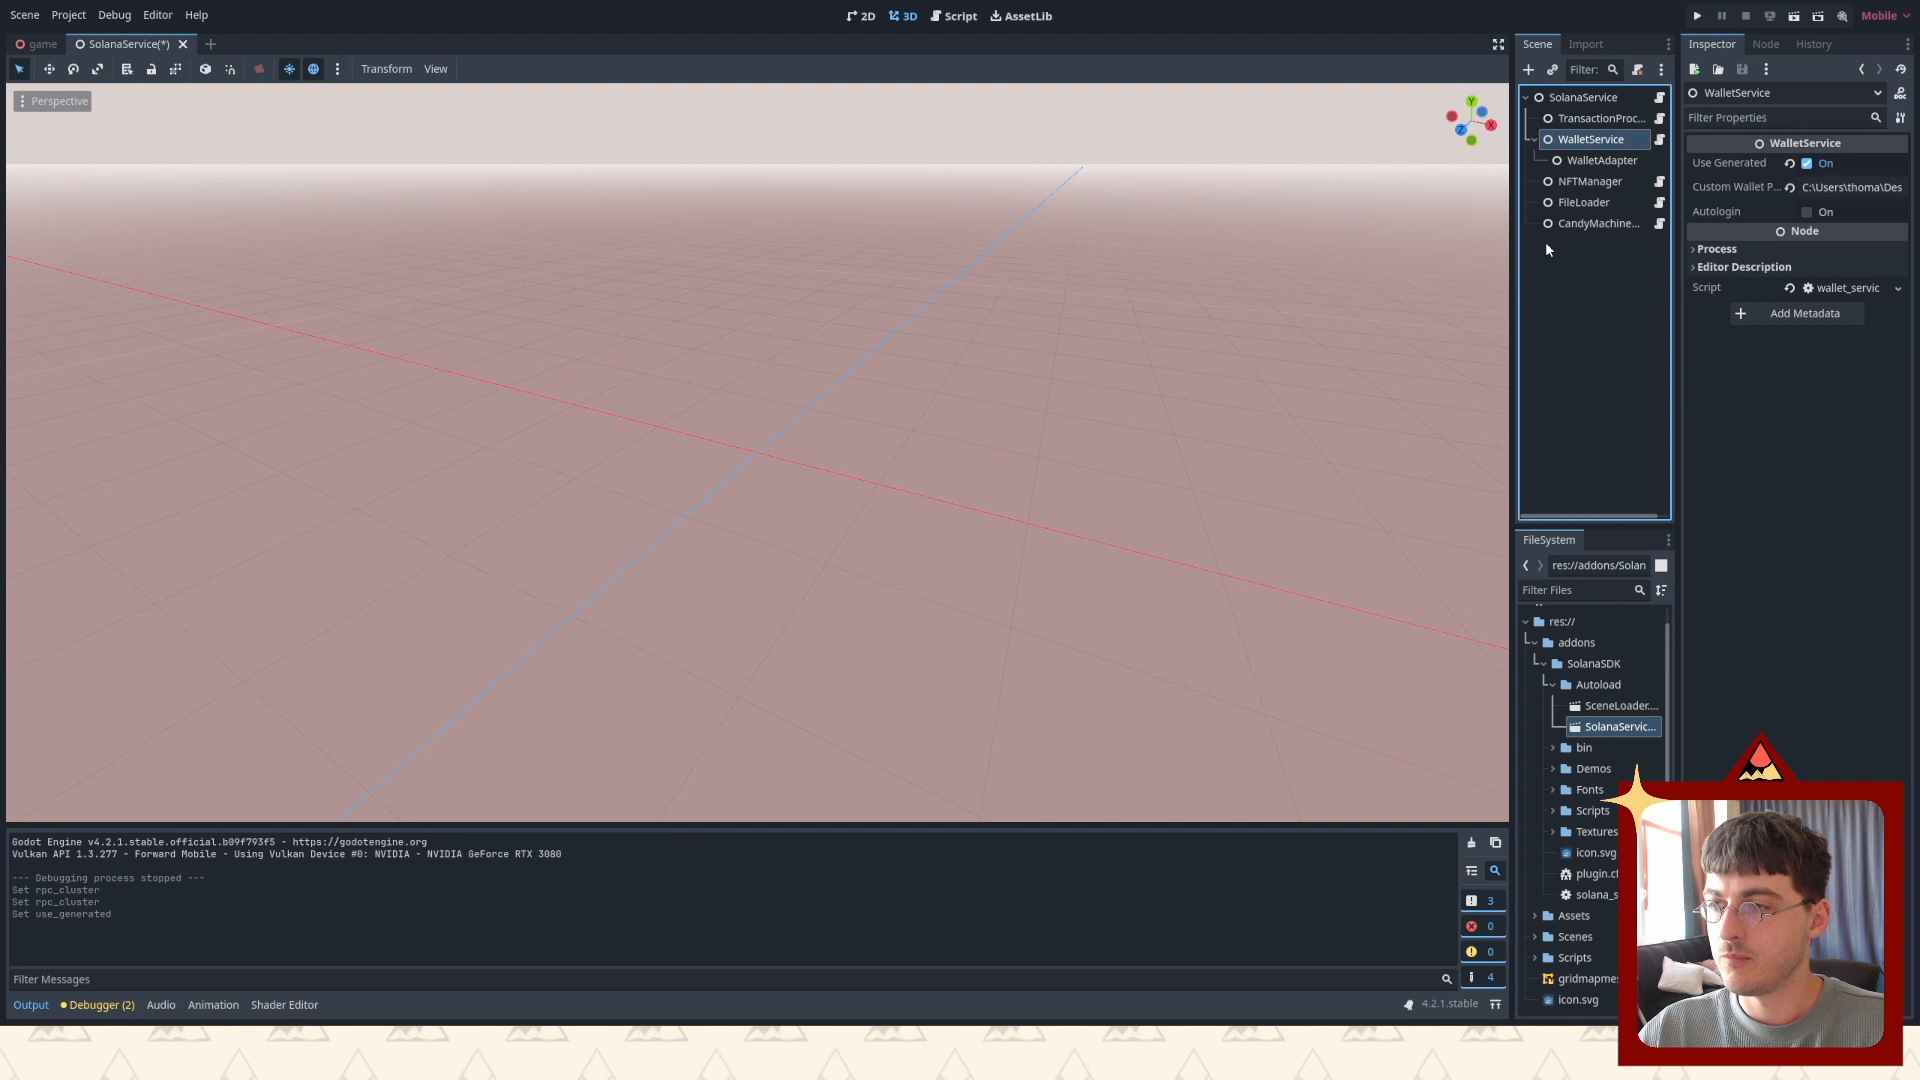 Scene Project Debug Editor Help
2D 3D Script AssetLib
Mobile
game SolanaService(*)
Transform View
Perspective
Y
X
Z
Scene Import
Filter:
SolanaService
TransactionProc...
WalletService
WalletAdapter
NFTManager
FileLoader
CandyMachine...
FileSystem
res://addons/Solan
Filter Files
res://
addons
SolanaSDK
Autoload
SceneLoader....
SolanaServic...
bin
Demos
Fonts
Scripts
Textures
icon.svg
plugin.cf
solana_s
Assets
Scenes
Scripts
gridmapmes
icon.svg
Inspector Node History
WalletService
Filter Properties
WalletService
Use Generated On
Custom Wallet P... C:\Users\thoma\Des
Autologin On
Node
Process
Editor Description
Script wallet_servic
Add Metadata
Godot Engine v4.2.1.stable.official.b09f793f5 - https://godotengine.org
Vulkan API 1.3.277 - Forward Mobile - Using Vulkan Device #0: NVIDIA - NVIDIA GeForce RTX 3080
--- Debugging process stopped ---
Set rpc_cluster
Set rpc_cluster
Set use_generated
3
0
0
4
Filter Messages
Output Debugger (2) Audio Animation Shader Editor
4.2.1.stable